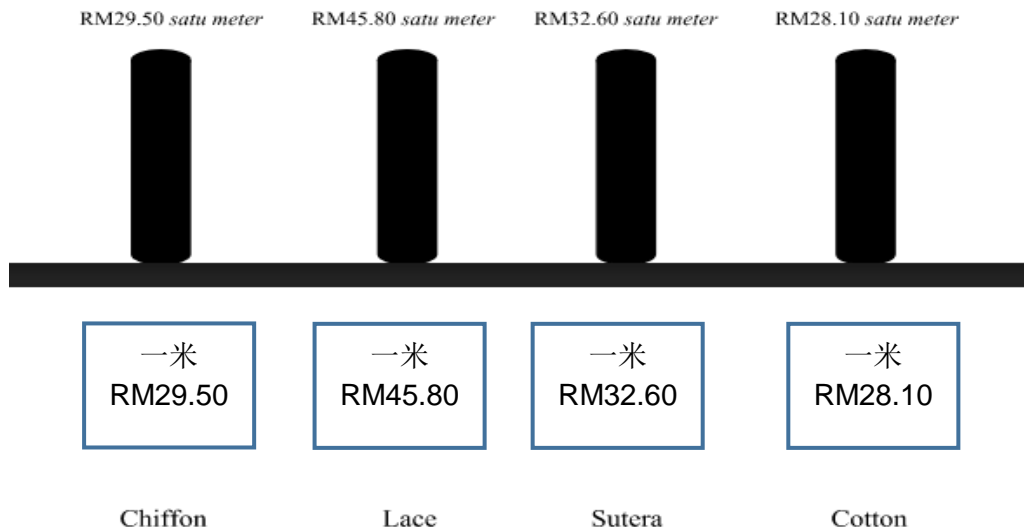 RM29.50 satu meter RM45.80 satu meter RM32.60 satu meter RM28.10 satu meter
一米 一米 一米 一米
RM29.50 RM45.80 RM32.60 RM28.10
Chiffon Lace Sutera Cotton